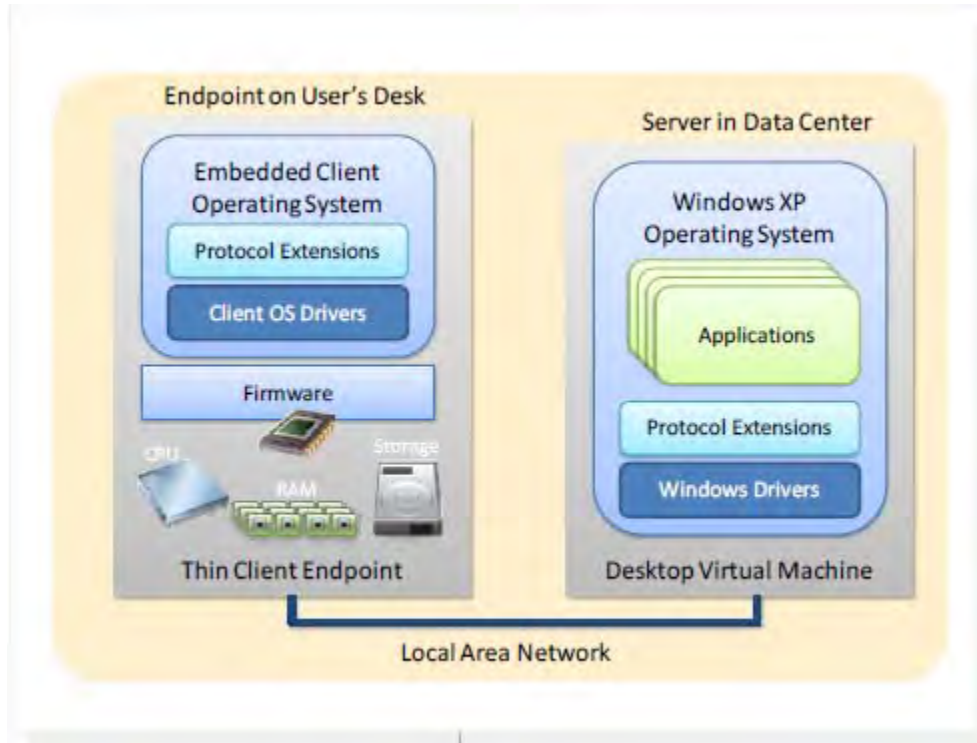 Endpoint on User's Desk
Embedded Client
Operating System
Protocol Extensions
Client OS Drivers
Firmware
CPU
RAM
Storage
Thin Client Endpoint
Server in Data Center
Windows XP
Operating System
Applications
Protocol Extensions
Windows Drivers
Desktop Virtual Machine
Local Area Network